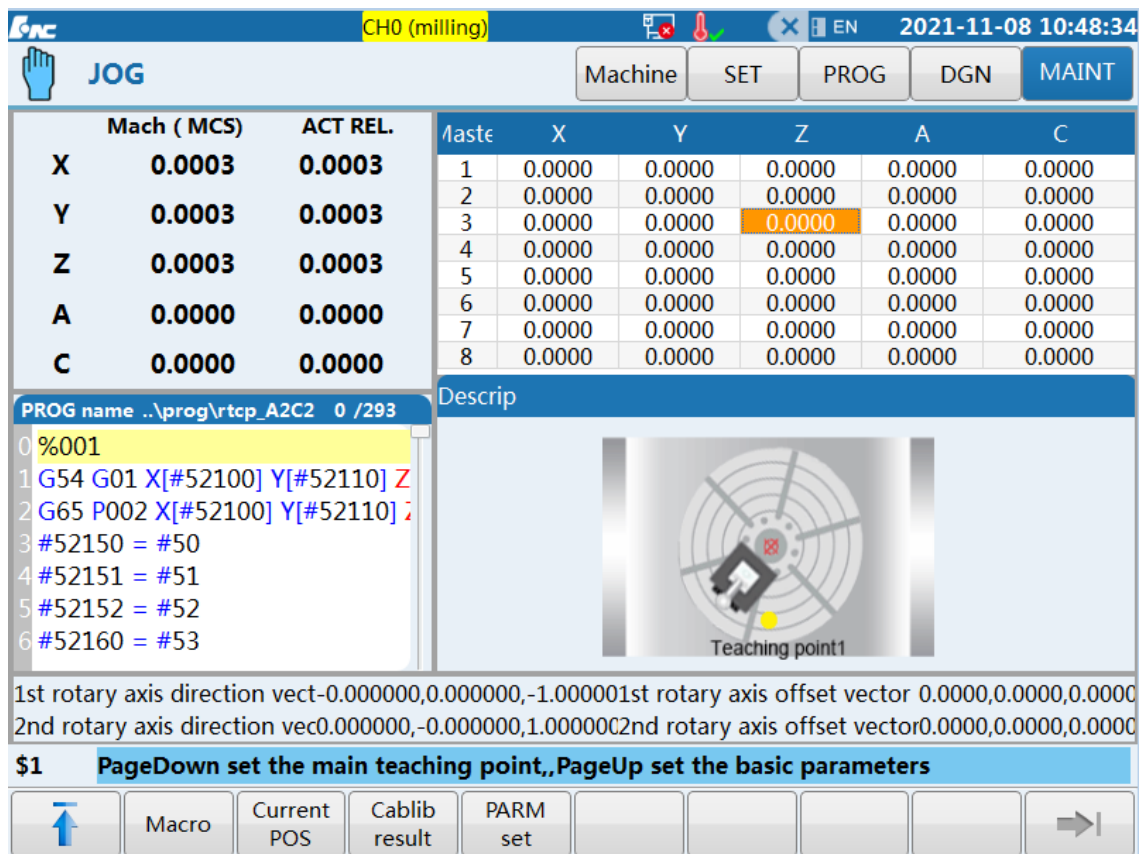 HNC CH0 (milling) EN 2021-11-08 10:48:34
JOG Machine SET PROG DGN MAINT
Mach ( MCS) ACT REL.
X 0.0003 0.0003
Y 0.0003 0.0003
Z 0.0003 0.0003
A 0.0000 0.0000
C 0.0000 0.0000
Maste X Y Z A C
1 0.0000 0.0000 0.0000 0.0000 0.0000
2 0.0000 0.0000 0.0000 0.0000 0.0000
3 0.0000 0.0000 0.0000 0.0000 0.0000
4 0.0000 0.0000 0.0000 0.0000 0.0000
5 0.0000 0.0000 0.0000 0.0000 0.0000
6 0.0000 0.0000 0.0000 0.0000 0.0000
7 0.0000 0.0000 0.0000 0.0000 0.0000
8 0.0000 0.0000 0.0000 0.0000 0.0000
PROG name ..\prog\rtcp_A2C2 0 /293
0 %001
1 G54 G01 X[#52100] Y[#52110] Z
2 G65 P002 X[#52100] Y[#52110] Z
3 #52150 = #50
4 #52151 = #51
5 #52152 = #52
6 #52160 = #53
Descrip
Teaching point1
1st rotary axis direction vect-0.000000,0.000000,-1.000001st rotary axis offset vector 0.0000,0.0000,0.0000
2nd rotary axis direction vec0.000000,-0.000000,1.0000002nd rotary axis offset vector0.0000,0.0000,0.0000
$1 PageDown set the main teaching point,,PageUp set the basic parameters
Macro
Current
POS
Cablib
result
PARM
set